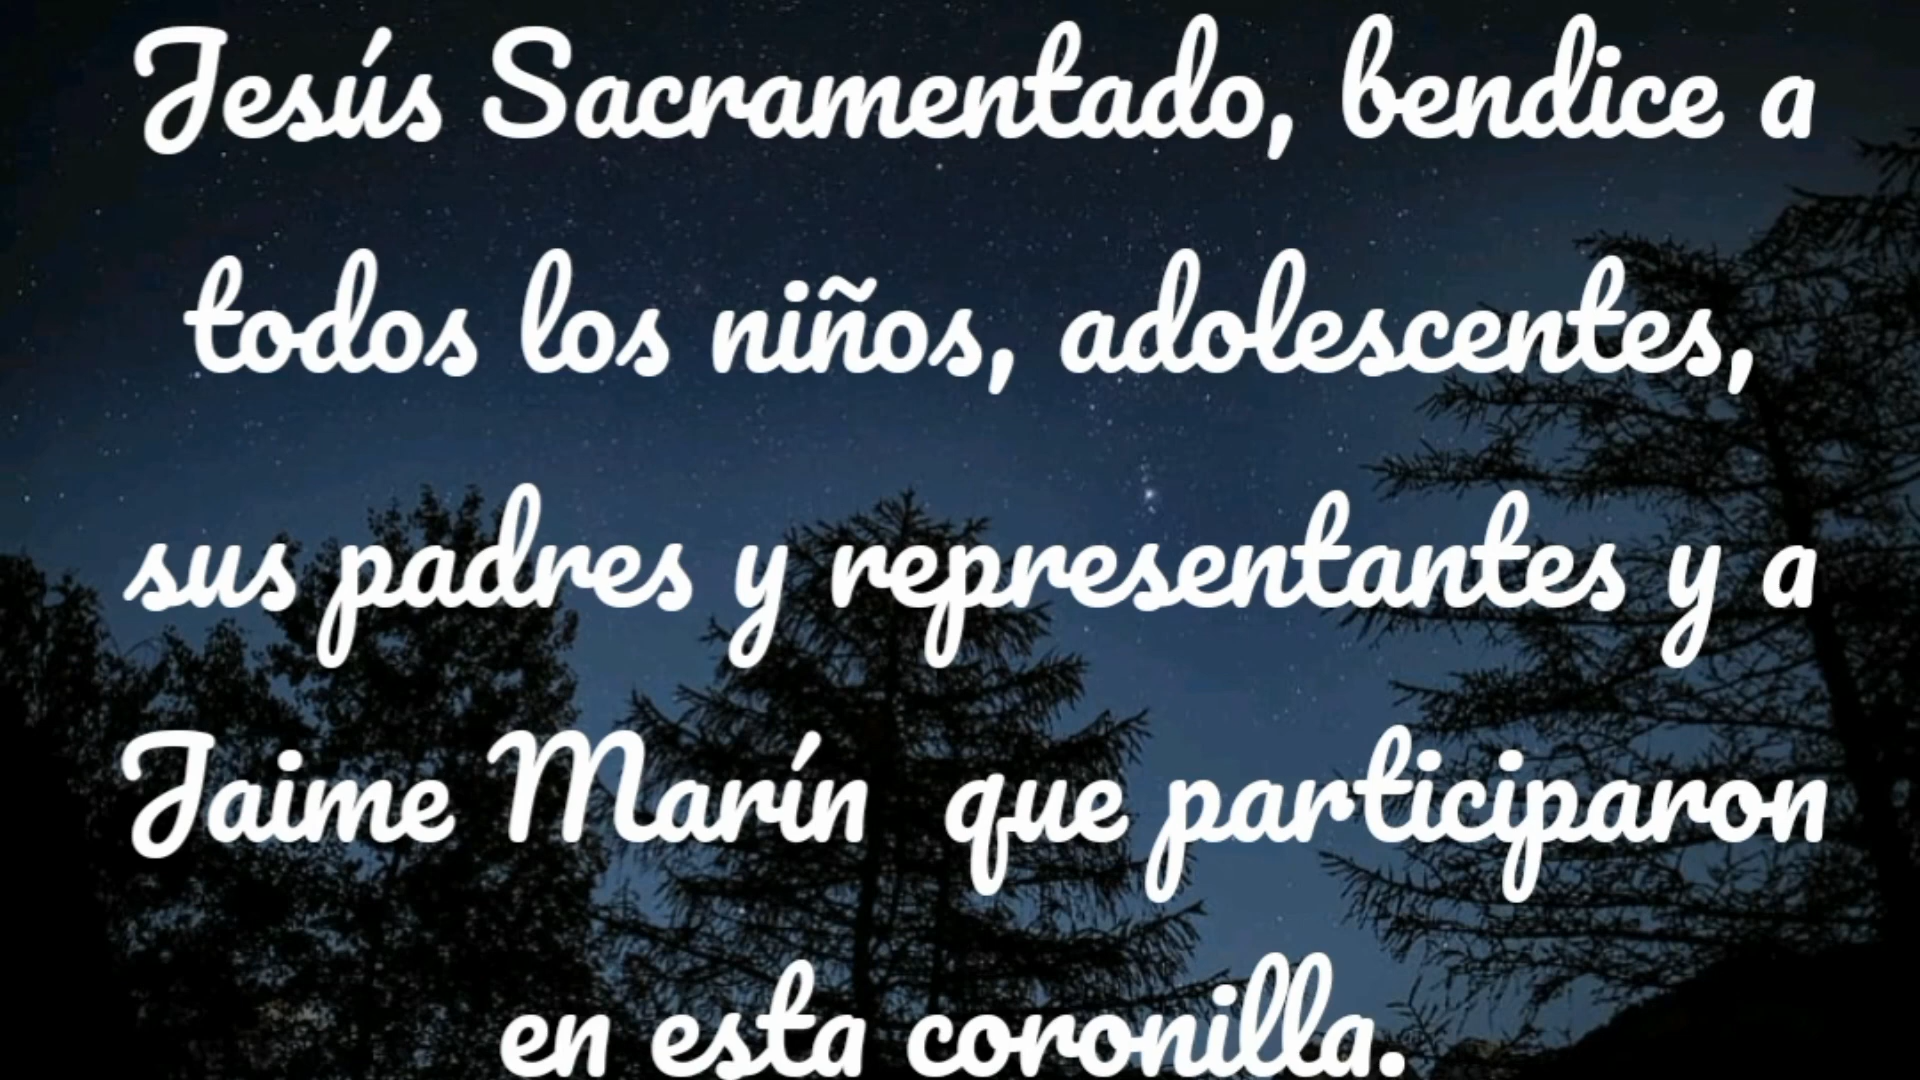 Jesús Sacramentado, bendice a
todos los niños, adolescentes,
sus padres y representantes y a
Jaime Marín  que participaron
en esta coronilla.